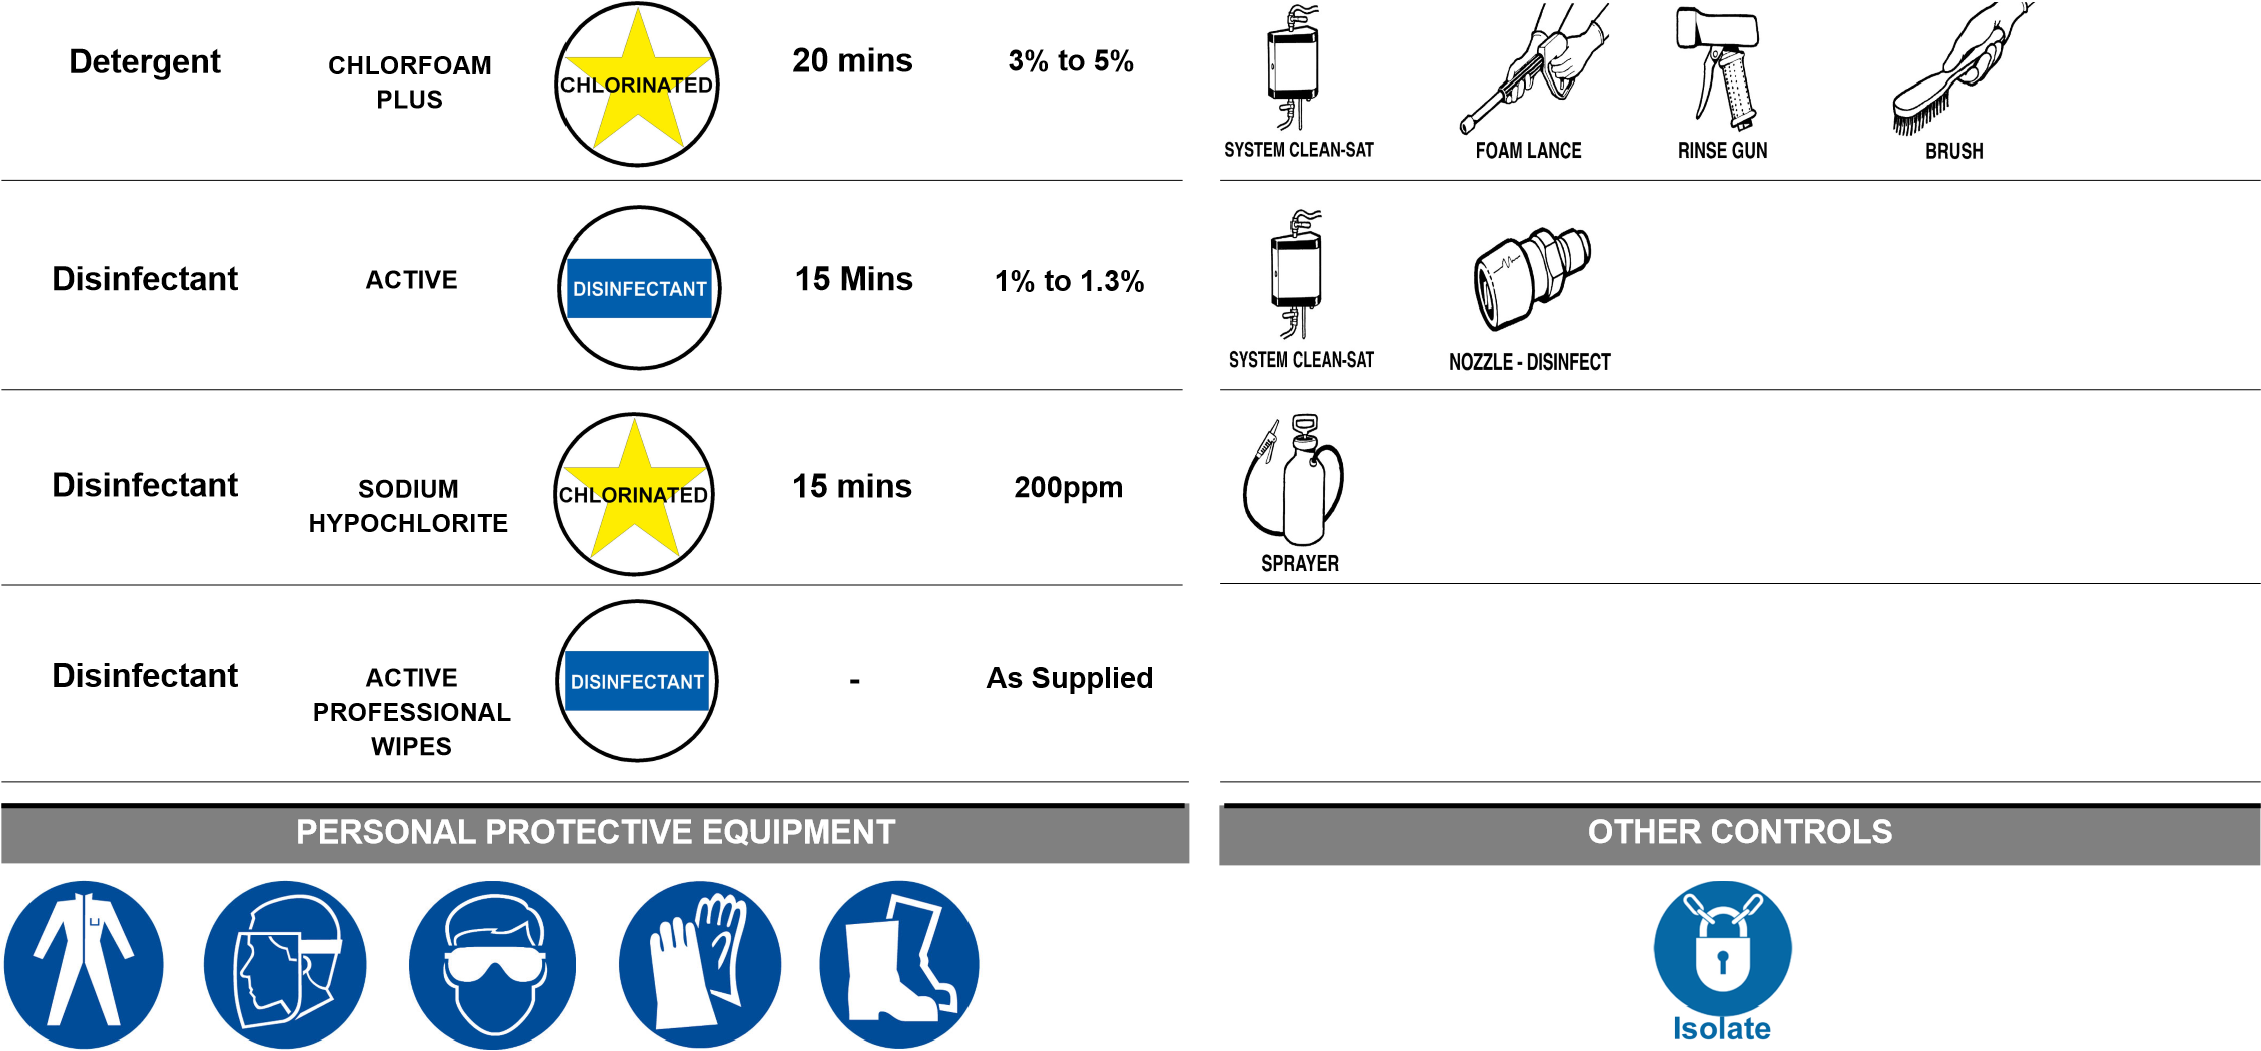 Detergent
CHLORFOAM
PLUS
CHLORINATED
20 mins
3% to 5%
SYSTEM CLEAN-SAT
FOAM LANCE
RINSE GUN
BRUSH
Disinfectant
ACTIVE
DISINFECTANT
15 Mins
1% to 1.3%
SYSTEM CLEAN-SAT
NOZZLE - DISINFECT
Disinfectant
SODIUM
HYPOCHLORITE
CHLORINATED
15 mins
200ppm
SPRAYER
Disinfectant
ACTIVE
PROFESSIONAL
WIPES
DISINFECTANT
-
As Supplied
PERSONAL PROTECTIVE EQUIPMENT
OTHER CONTROLS
Isolate